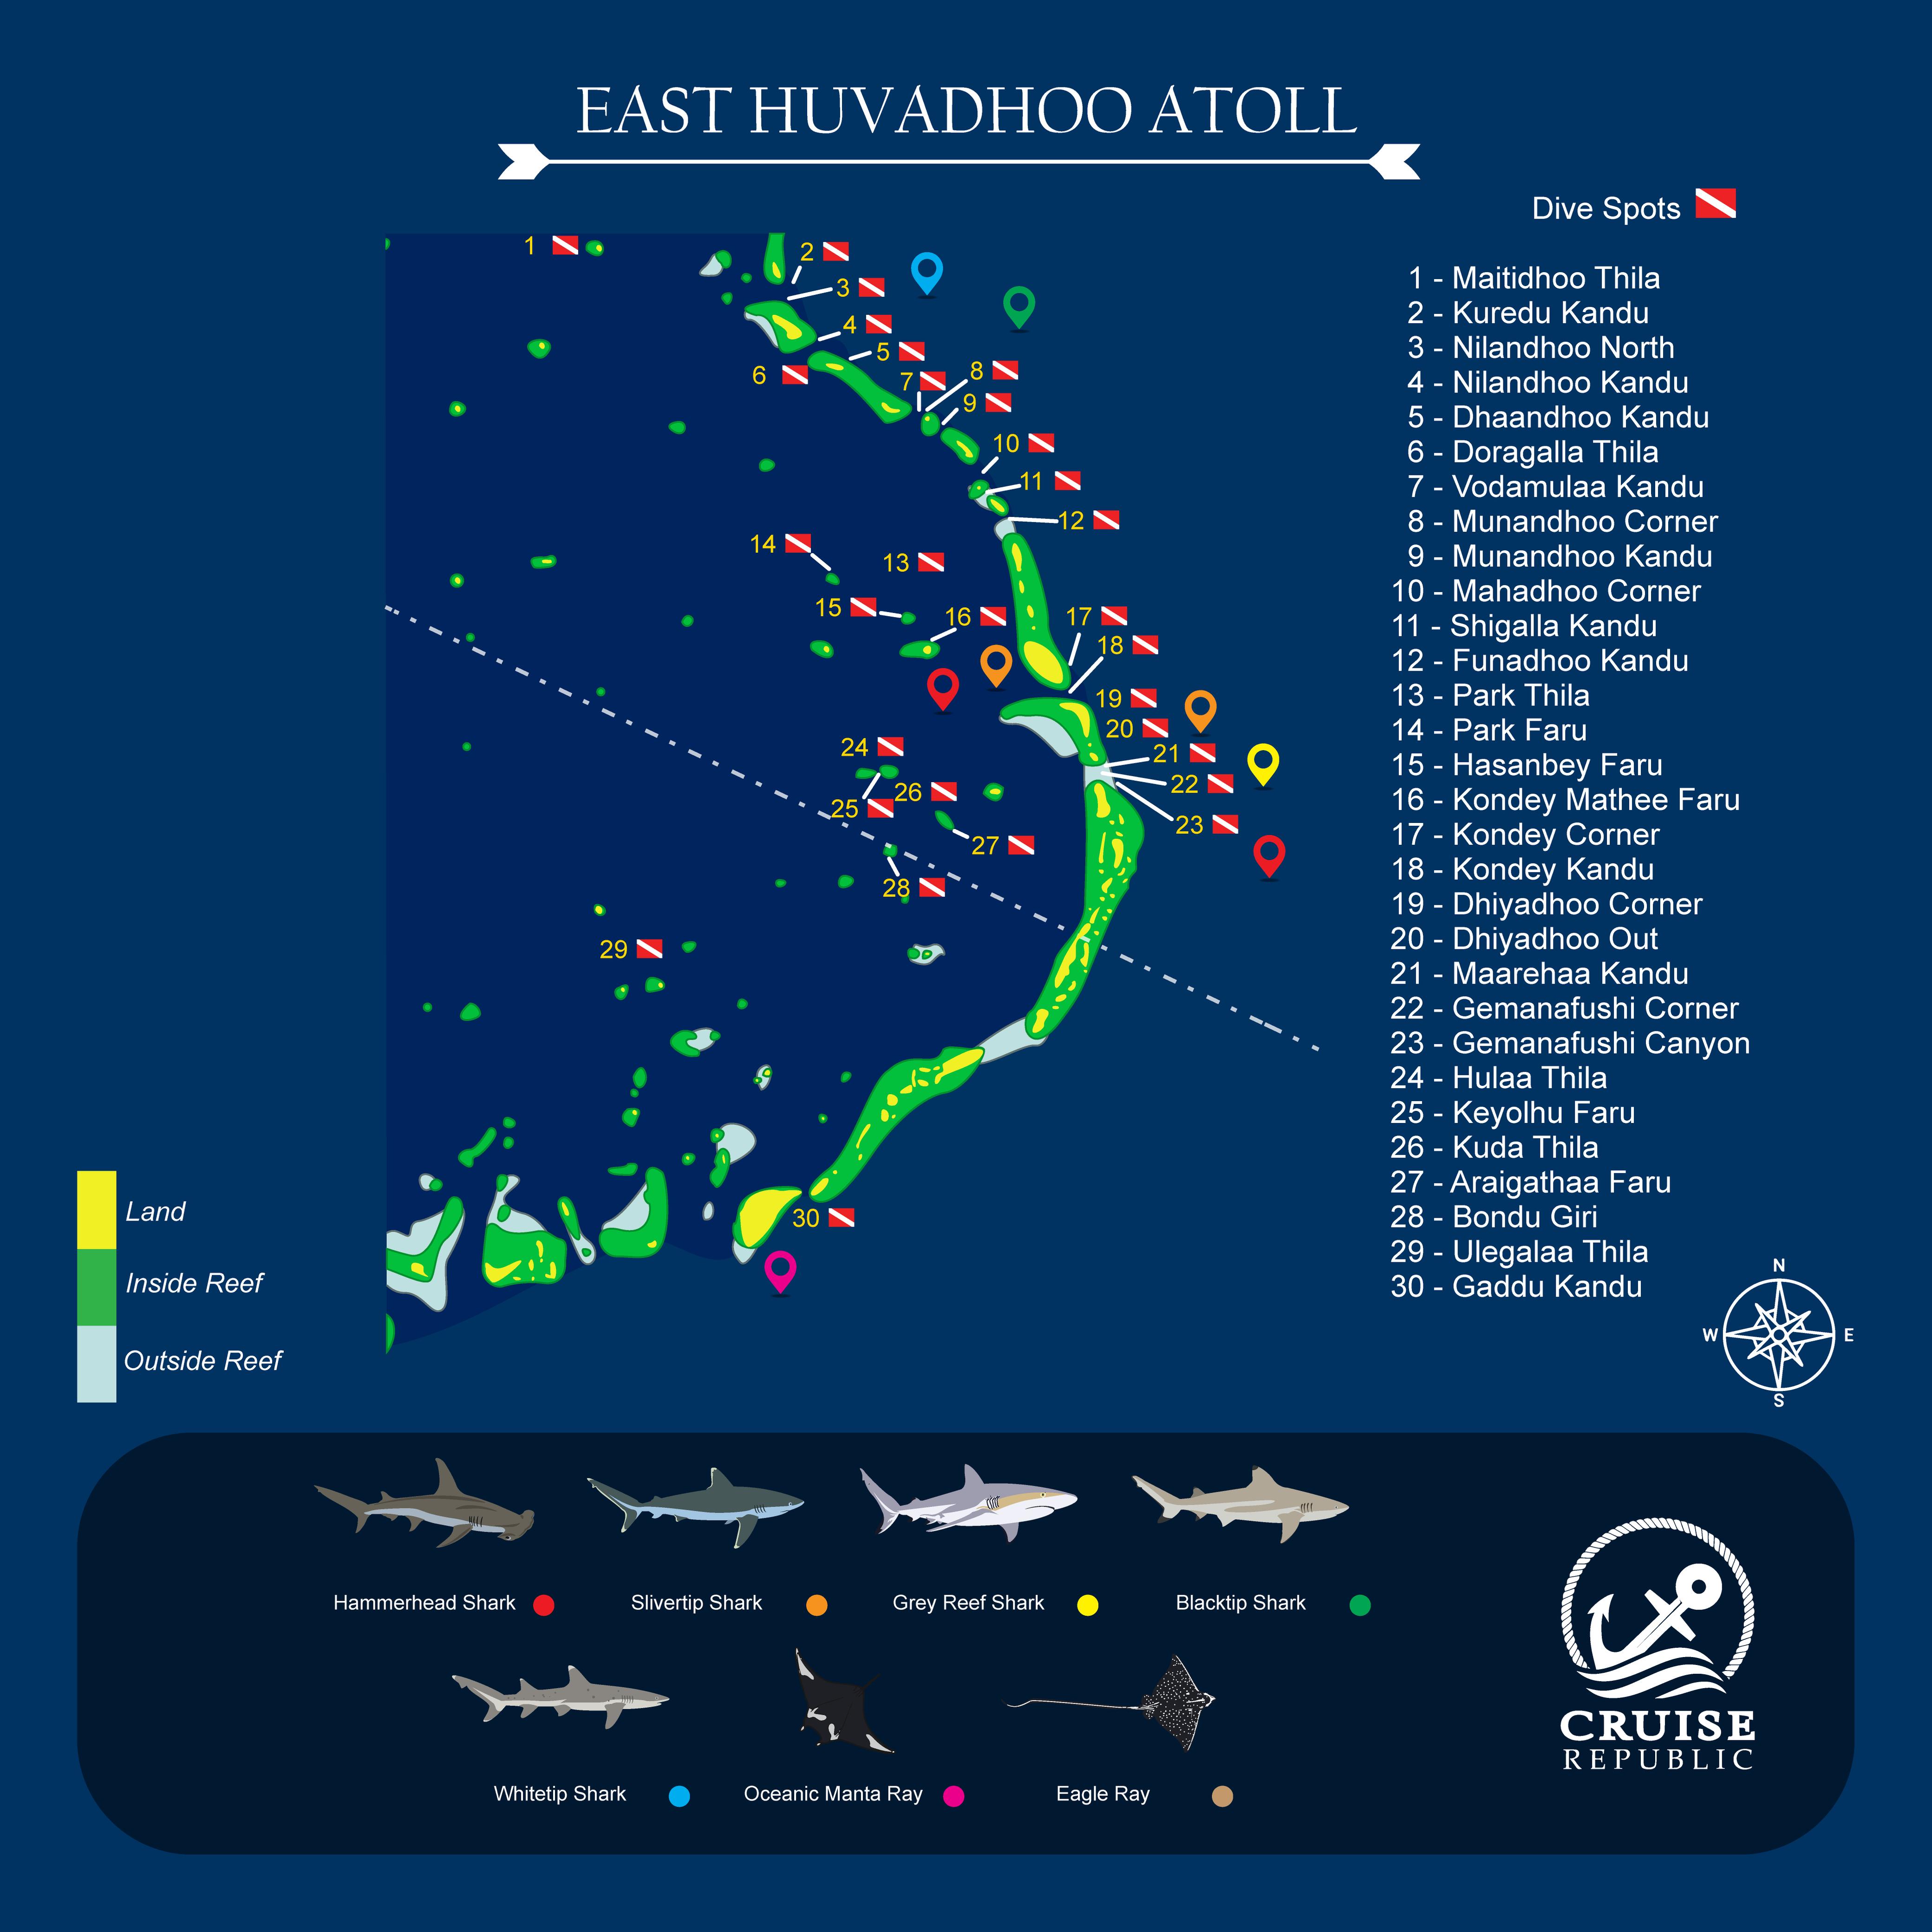 EAST HUVADHOO ATOLL
Dive Spots
1 - Maitidhoo Thila
2 - Kuredu Kandu
3 - Nilandhoo North
4 - Nilandhoo Kandu
5 - Dhaandhoo Kandu
6 - Doragalla Thila
7 - Vodamulaa Kandu
8 - Munandhoo Corner
9 - Munandhoo Kandu
10 - Mahadhoo Corner
11 - Shigalla Kandu
12 - Funadhoo Kandu
13 - Park Thila
14 - Park Faru
15 - Hasanbey Faru
16 - Kondey Mathee Faru
17 - Kondey Corner
18 - Kondey Kandu
19 - Dhiyadhoo Corner
20 - Dhiyadhoo Out
21 - Maarehaa Kandu
22 - Gemanafushi Corner
23 - Gemanafushi Canyon
24 - Hulaa Thila
25 - Keyolhu Faru
26 - Kuda Thila
27 - Araigathaa Faru
28 - Bondu Giri
29 - Ulegalaa Thila
30 - Gaddu Kandu
1
2
3
4
5
6
7
8
9
10
11
12
14
13
15
16
17
18
19
20
24
21
26
22
25
23
27
28
29
30
Land
Inside Reef
Outside Reef
N
W E
S
Hammerhead Shark
Slivertip Shark
Grey Reef Shark
Blacktip Shark
Whitetip Shark
Oceanic Manta Ray
Eagle Ray
CRUISE
REPUBLIC